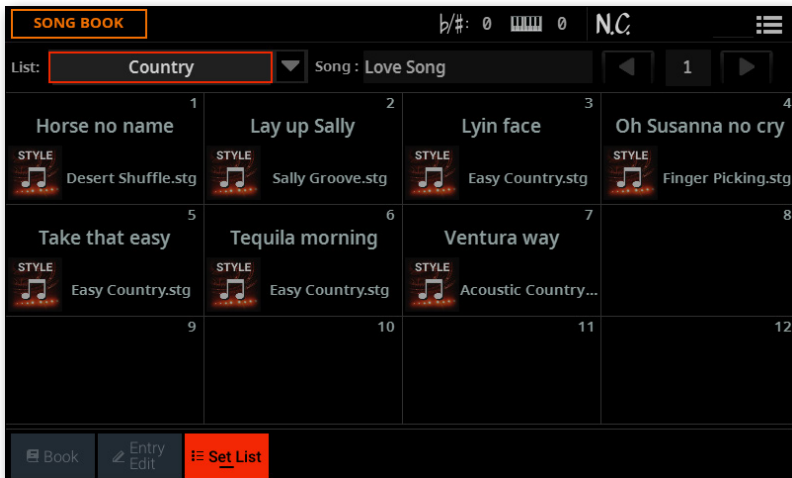 SONG BOOK ♭/#: 0 0 N.C.
List: Country Song : Love Song 1
1 2 3 4
Horse no name Lay up Sally Lyin face Oh Susanna no cry
STYLE STYLE STYLE STYLE
Desert Shuffle.stg Sally Groove.stg Easy Country.stg Finger Picking.stg
5 6 7 8
Take that easy Tequila morning Ventura way
STYLE STYLE STYLE
Easy Country.stg Easy Country.stg Acoustic Country...
9 10 11 12
Book Entry Edit Set List